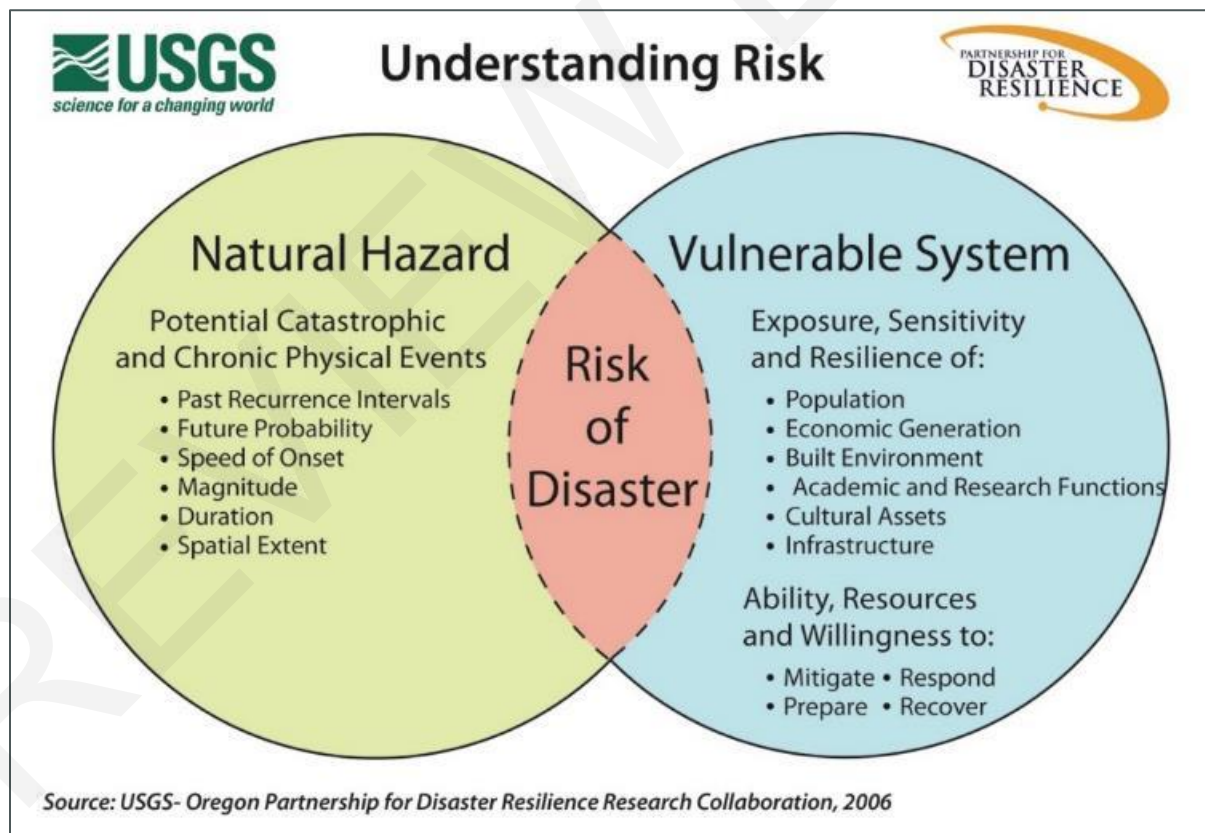 USGS
science for a changing world
Understanding Risk
PARTNERSHIP FOR
DISASTER
RESILIENCE
Natural Hazard
Potential Catastrophic
and Chronic Physical Events
• Past Recurrence Intervals
• Future Probability
• Speed of Onset
• Magnitude
• Duration
• Spatial Extent
Risk
of
Disaster
Vulnerable System
Exposure, Sensitivity
and Resilience of:
• Population
• Economic Generation
• Built Environment
• Academic and Research Functions
• Cultural Assets
• Infrastructure
Ability, Resources
and Willingness to:
• Mitigate • Respond
• Prepare • Recover
Source: USGS- Oregon Partnership for Disaster Resilience Research Collaboration, 2006
REVIEW